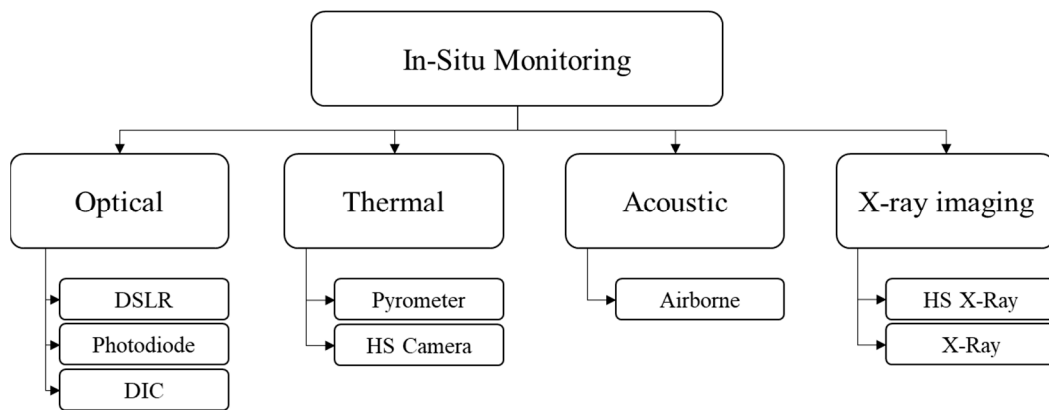 In-Situ Monitoring
Optical
Thermal
Acoustic
X-ray imaging
DSLR
Pyrometer
Airborne
HS X-Ray
Photodiode
HS Camera
X-Ray
DIC